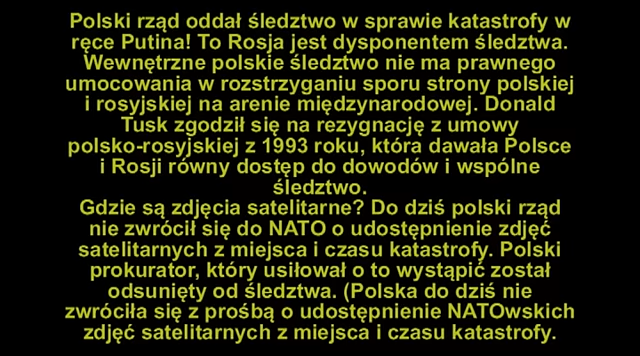 Polski rząd oddał śledztwo w sprawie katastrofy w
ręce Putina! To Rosja jest dysponentem śledztwa.
Wewnętrzne polskie śledztwo nie ma prawnego
umocowania w rozstrzyganiu sporu strony polskiej
i rosyjskiej na arenie międzynarodowej. Donald
Tusk zgodził się na rezygnację z umowy
polsko-rosyjskiej z 1993 roku, która dawała Polsce
i Rosji równy dostęp do dowodów i wspólne
śledztwo.
Gdzie są zdjęcia satelitarne? Do dziś polski rząd
nie zwrócił się do NATO o udostępnienie zdjęć
satelitarnych z miejsca i czasu katastrofy. Polski
prokurator, który usiłował o to wystąpić został
odsunięty od śledztwa. (Polska do dziś nie
zwróciła się z prośbą o udostępnienie NATOwskich
zdjęć satelitarnych z miejsca i czasu katastrofy.